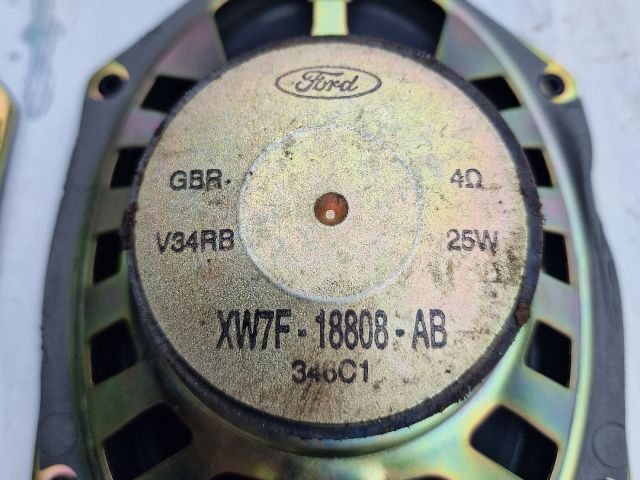 Ford
GBR. 4Ω
V34RB 25W
XW7F-18808-AB
346C1